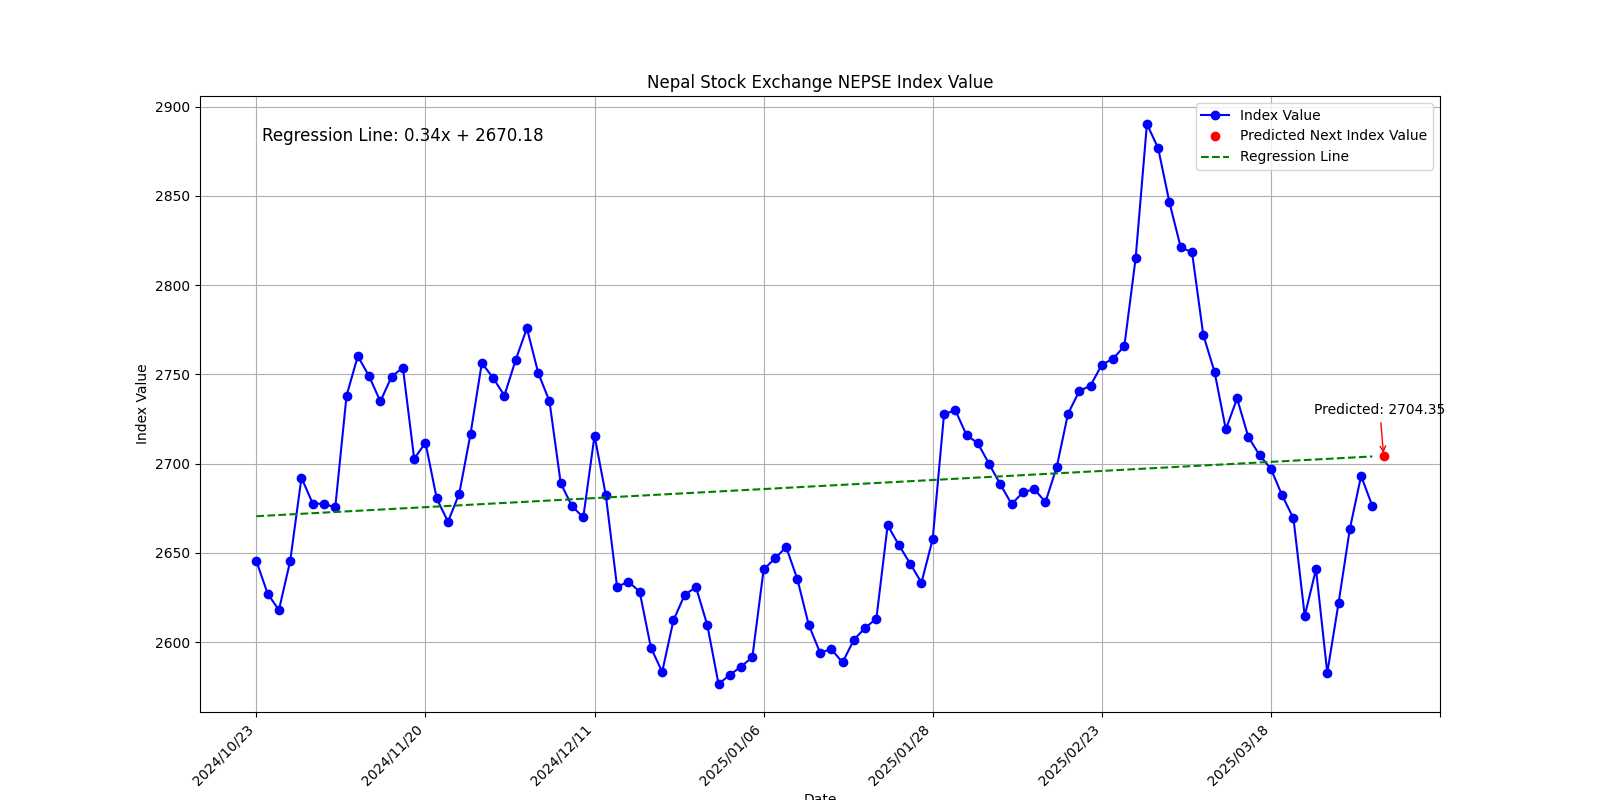 Nepal Stock Exchange NEPSE Index Value
2900
2850
2800
2750
2700
2650
2600
Index Value
Regression Line: 0.34x + 2670.18
Index Value
Predicted Next Index Value
Regression Line
Predicted: 2704.35
2024/10/23
2024/11/20
2024/12/11
2025/01/06
2025/01/28
2025/02/23
2025/03/18
Date